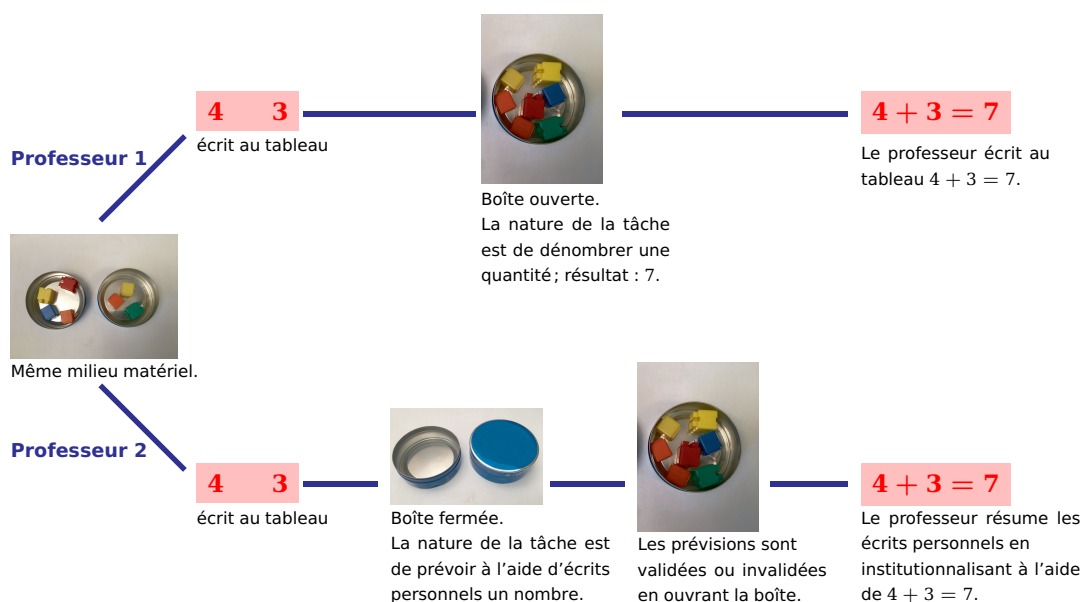 4 3
écrit au tableau
Professeur 1
Boîte ouverte.
La nature de la tâche
est de dénombrer une
quantité ; résultat : 7.
4 + 3 = 7
Le professeur écrit au
tableau 4 + 3 = 7.
Même milieu matériel.
Professeur 2
4 3
écrit au tableau
Boîte fermée.
La nature de la tâche est
de prévoir à l’aide d’écrits
personnels un nombre.
Les prévisions sont
validées ou invalidées
en ouvrant la boîte.
4 + 3 = 7
Le professeur résume les
écrits personnels en
institutionnalisant à l’aide
de 4 + 3 = 7.